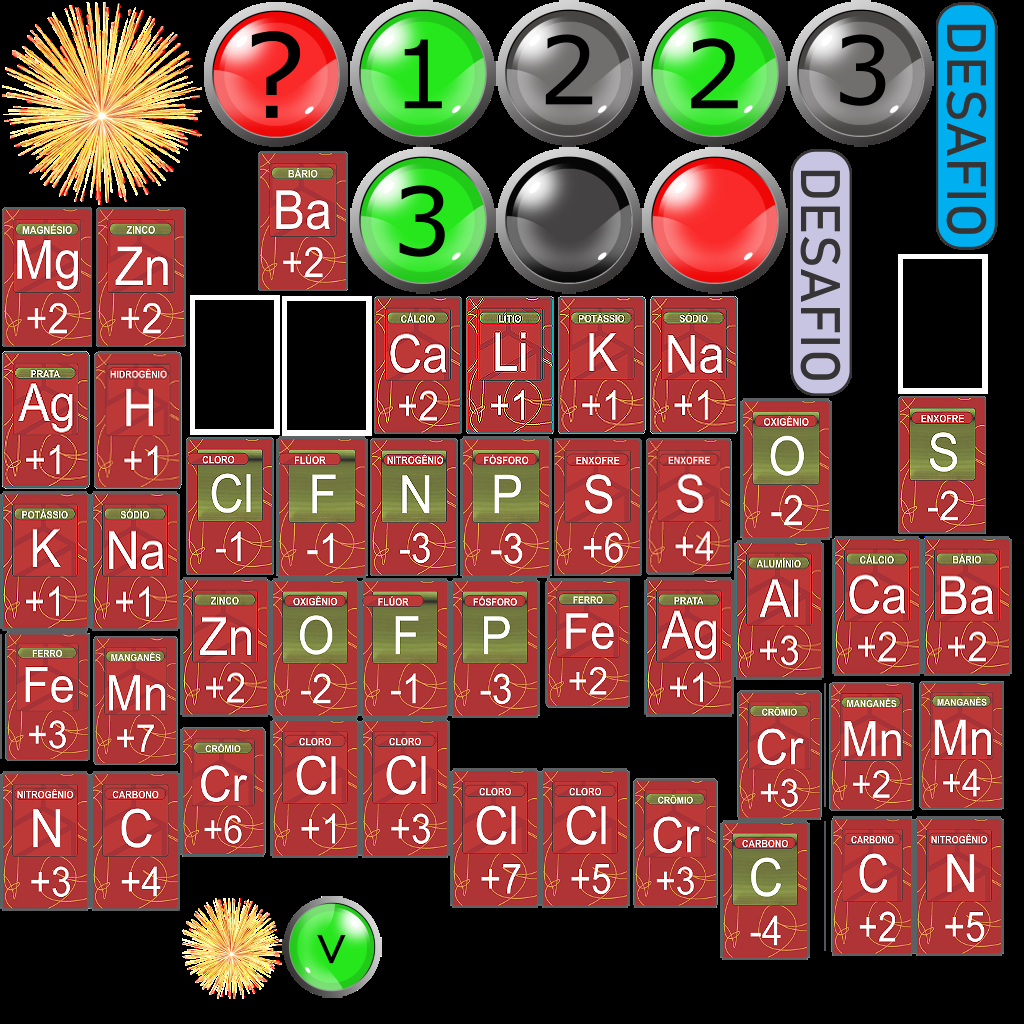 ?
1
2
2
3
DESAFIO
3
DESAFIO
BÁRIO
Ba
+2
MAGNÉSIO
Mg
+2
ZINCO
Zn
+2
CÁLCIO
Ca
+2
LÍTIO
Li
+1
POTÁSSIO
K
+1
SÓDIO
Na
+1
PRATA
Ag
+1
HIDROGÊNIO
H
+1
OXIGÊNIO
O
-2
ENXOFRE
S
-2
CLORO
Cl
-1
FLÚOR
F
-1
NITROGÊNIO
N
-3
FÓSFORO
P
-3
ENXOFRE
S
+6
ENXOFRE
S
+4
POTÁSSIO
K
+1
SÓDIO
Na
+1
ALUMÍNIO
Al
+3
CÁLCIO
Ca
+2
BÁRIO
Ba
+2
ZINCO
Zn
+2
OXIGÊNIO
O
-2
FLÚOR
F
-1
FÓSFORO
P
-3
FERRO
Fe
+2
PRATA
Ag
+1
FERRO
Fe
+3
MANGANÊS
Mn
+7
CRÔMIO
Cr
+3
MANGANÊS
Mn
+2
MANGANÊS
Mn
+4
CRÔMIO
Cr
+6
CLORO
Cl
+1
CLORO
Cl
+3
NITROGÊNIO
N
+3
CARBONO
C
+4
CLORO
Cl
+7
CLORO
Cl
+5
CRÔMIO
Cr
+3
CARBONO
C
-4
CARBONO
C
+2
NITROGÊNIO
N
+5
V